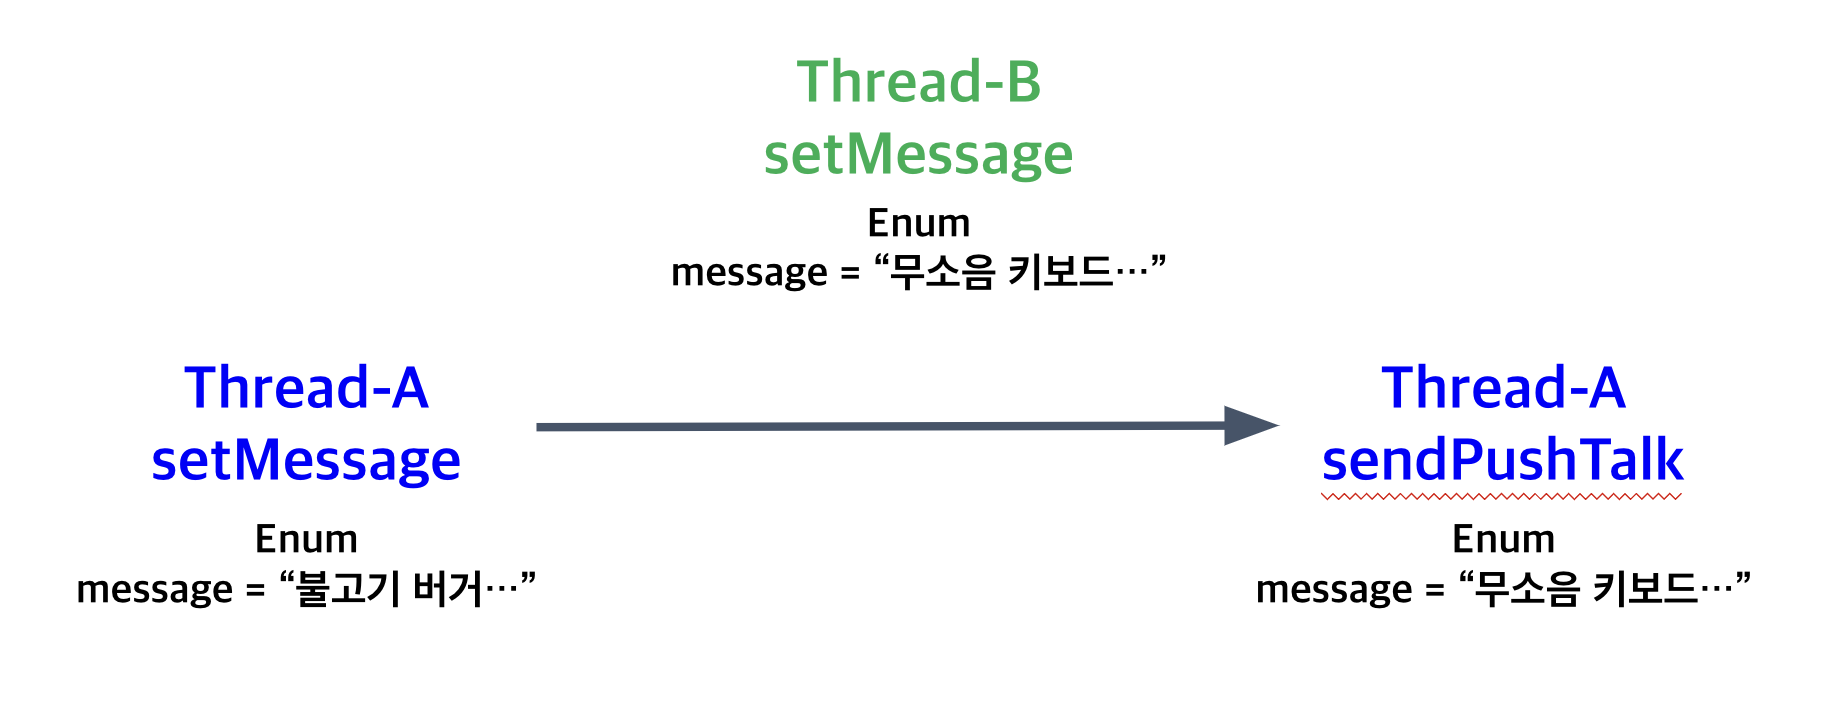 Thread-B
setMessage
Enum
message = “무소음 키보드⋯”
Thread-A
setMessage
Enum
message = “불고기 버거⋯”
Thread-A
sendPushTalk
Enum
message = “무소음 키보드⋯”